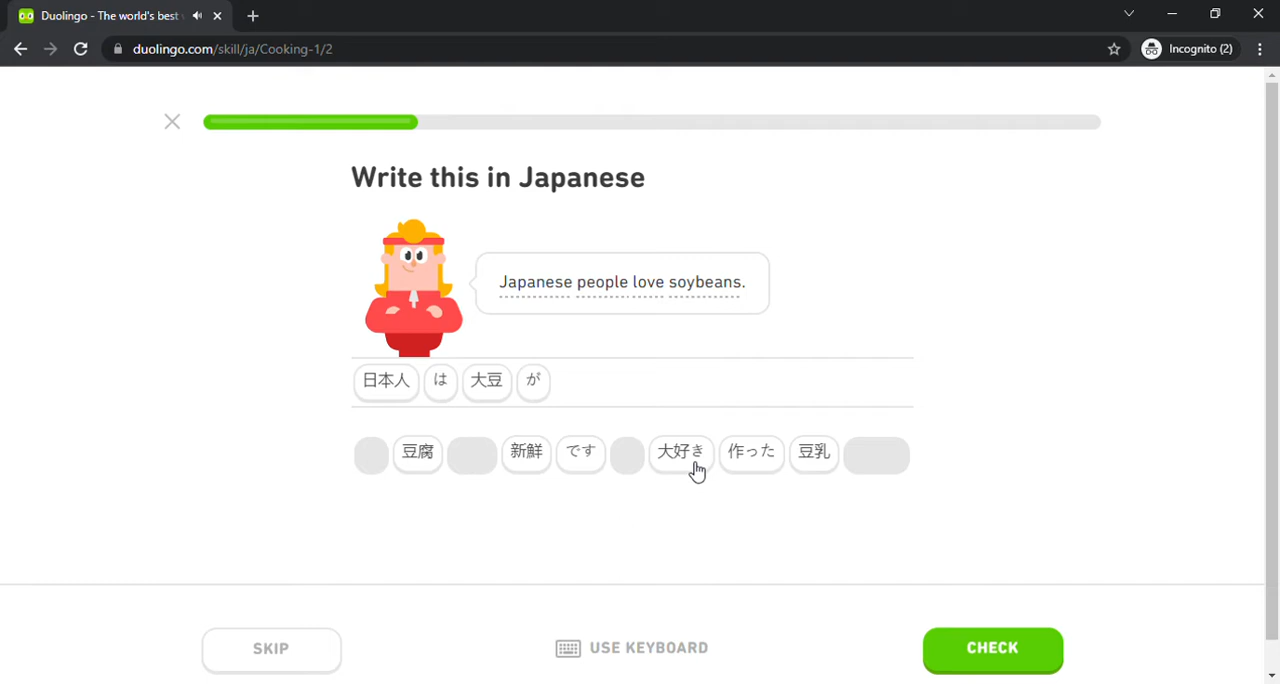 Duolingo - The world's best
duolingo.com/skill/ja/Cooking-1/2
Incognito (2)
Write this in Japanese
Japanese people love soybeans.
日本人 は 大豆 が
豆腐 新鮮 です 大好き 作った 豆乳
SKIP
USE KEYBOARD
CHECK